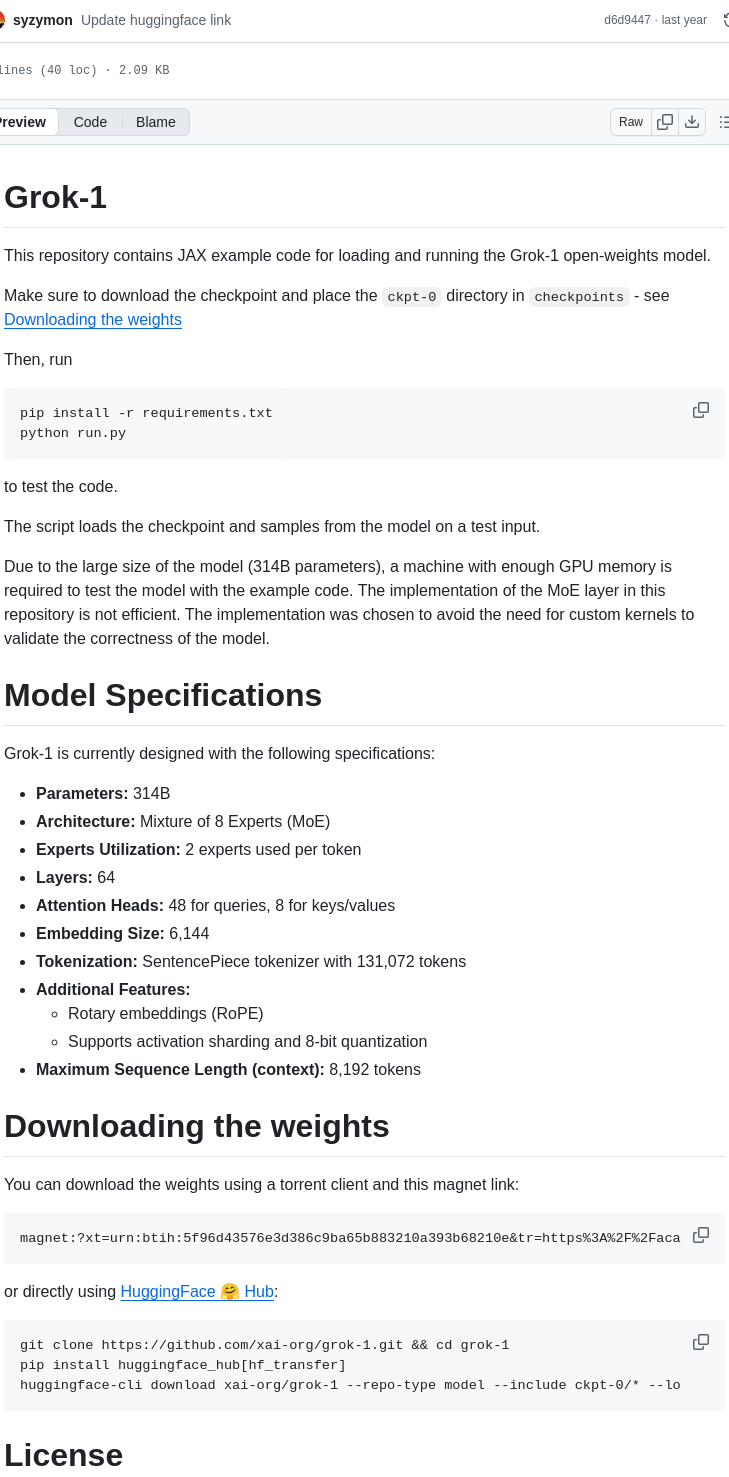 syzymon Update huggingface link d6d9447 · last year
lines (40 loc) · 2.09 KB
Preview Code Blame Raw
Grok-1
This repository contains JAX example code for loading and running the Grok-1 open-weights model.
Make sure to download the checkpoint and place the ckpt-0 directory in checkpoints - see
Downloading the weights
Then, run
pip install -r requirements.txt
python run.py
to test the code.
The script loads the checkpoint and samples from the model on a test input.
Due to the large size of the model (314B parameters), a machine with enough GPU memory is
required to test the model with the example code. The implementation of the MoE layer in this
repository is not efficient. The implementation was chosen to avoid the need for custom kernels to
validate the correctness of the model.
Model Specifications
Grok-1 is currently designed with the following specifications:
Parameters: 314B
Architecture: Mixture of 8 Experts (MoE)
Experts Utilization: 2 experts used per token
Layers: 64
Attention Heads: 48 for queries, 8 for keys/values
Embedding Size: 6,144
Tokenization: SentencePiece tokenizer with 131,072 tokens
Additional Features:
Rotary embeddings (RoPE)
Supports activation sharding and 8-bit quantization
Maximum Sequence Length (context): 8,192 tokens
Downloading the weights
You can download the weights using a torrent client and this magnet link:
magnet:?xt=urn:btih:5f96d43576e3d386c9ba65b883210a393b68210e&tr=https%3A%2F%2Faca
or directly using HuggingFace 🤗 Hub:
git clone https://github.com/xai-org/grok-1.git && cd grok-1
pip install huggingface_hub[hf_transfer]
huggingface-cli download xai-org/grok-1 --repo-type model --include ckpt-0/* --lo
License